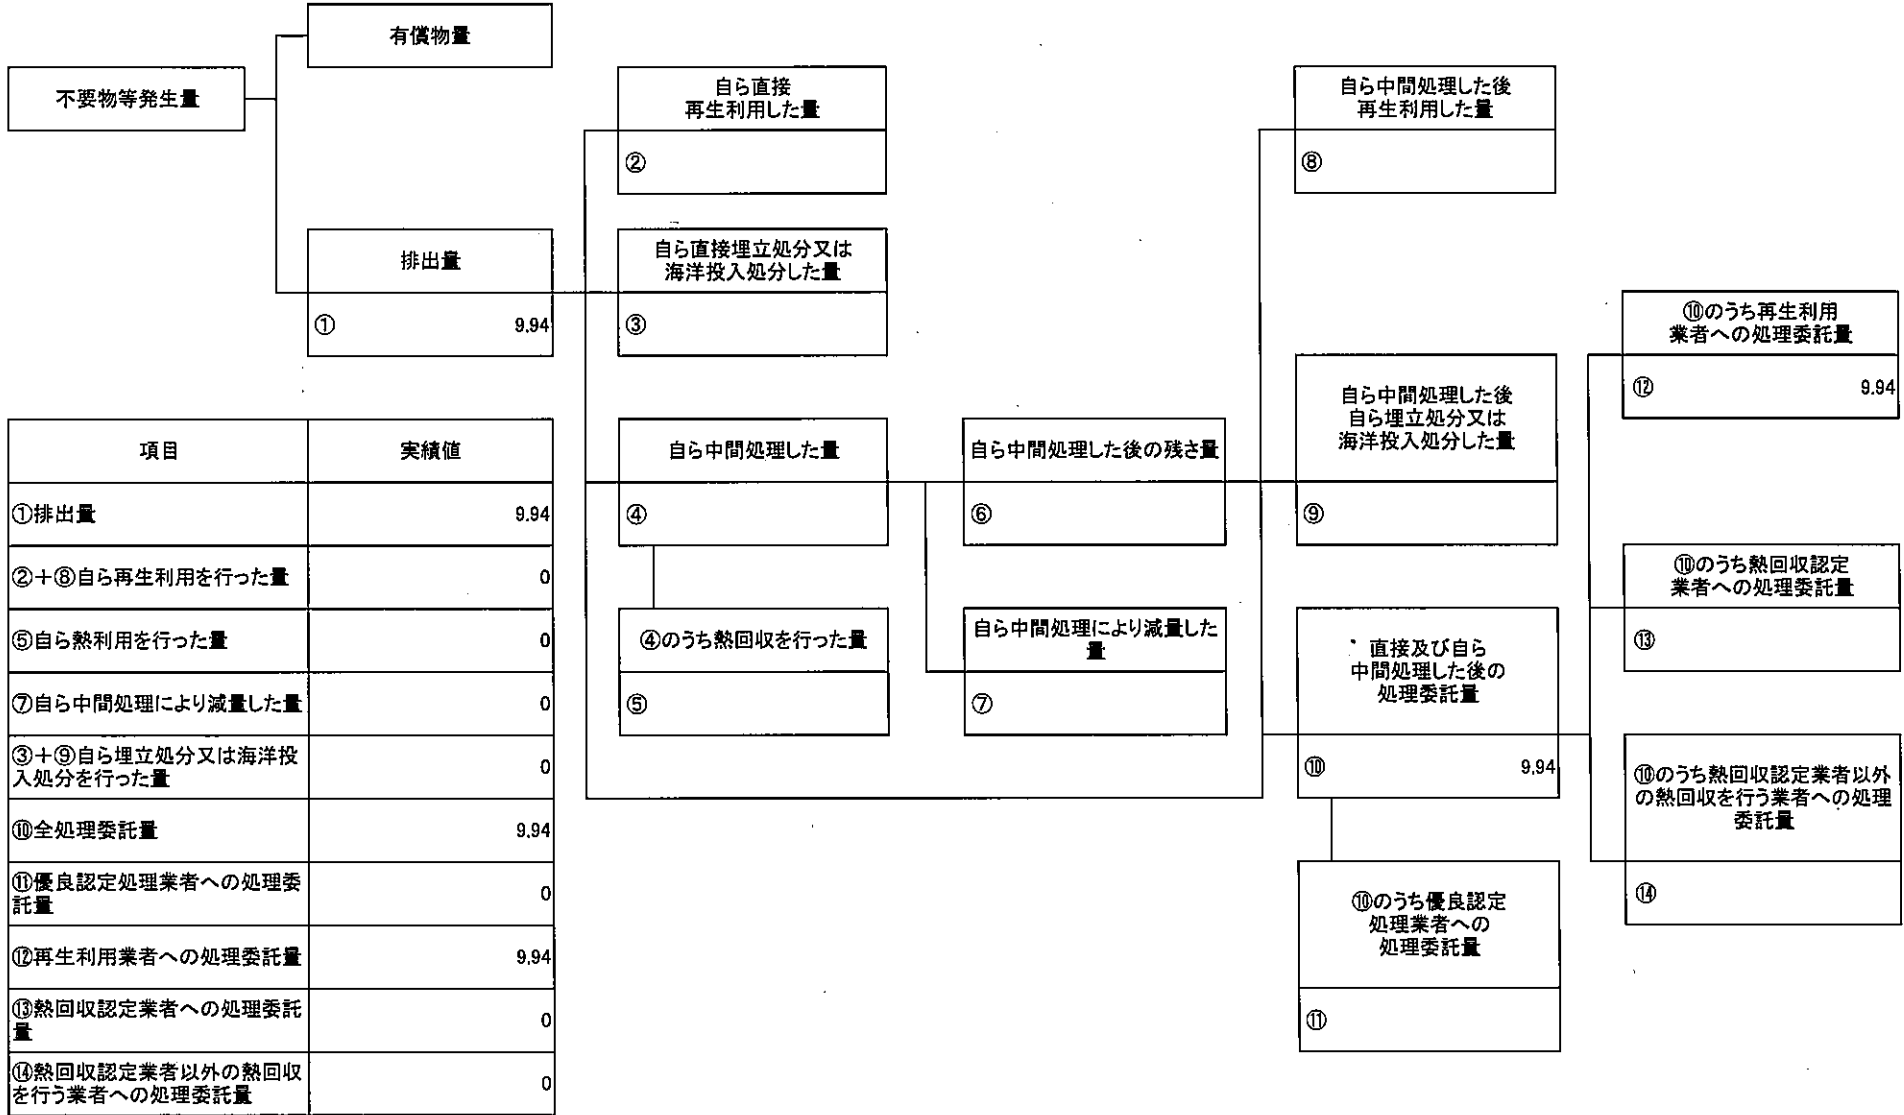 有償物量
不要物等発生量
自ら直接
再生利用した量
②
自ら中間処理した後
再生利用した量
⑧
排出量
① 9.94
自ら直接埋立処分又は
海洋投入処分した量
③
⑩のうち再生利用
業者への処理委託量
⑫ 9.94
自ら中間処理した量
④
自ら中間処理した後の残さ量
⑥
自ら中間処理した後
自ら埋立処分又は
海洋投入処分した量
⑨
⑩のうち熱回収認定
業者への処理委託量
⑬
④のうち熱回収を行った量
⑤
自ら中間処理により減量した
量
⑦
直接及び自ら
中間処理した後の
処理委託量
⑩ 9.94
⑩のうち熱回収認定業者以外
の熱回収を行う業者への処理
委託量
⑭
⑩のうち優良認定
処理業者への
処理委託量
⑪
項目 実績値
①排出量 9.94
②+⑧自ら再生利用を行った量 0
⑤自ら熱利用を行った量 0
⑦自ら中間処理により減量した量 0
③+⑨自ら埋立処分又は海洋投
入処分を行った量 0
⑩全処理委託量 9.94
⑪優良認定処理業者への処理委
託量 0
⑫再生利用業者への処理委託量 9.94
⑬熱回収認定業者への処理委託
量 0
⑭熱回収認定業者以外の熱回収
を行う業者への処理委託量 0